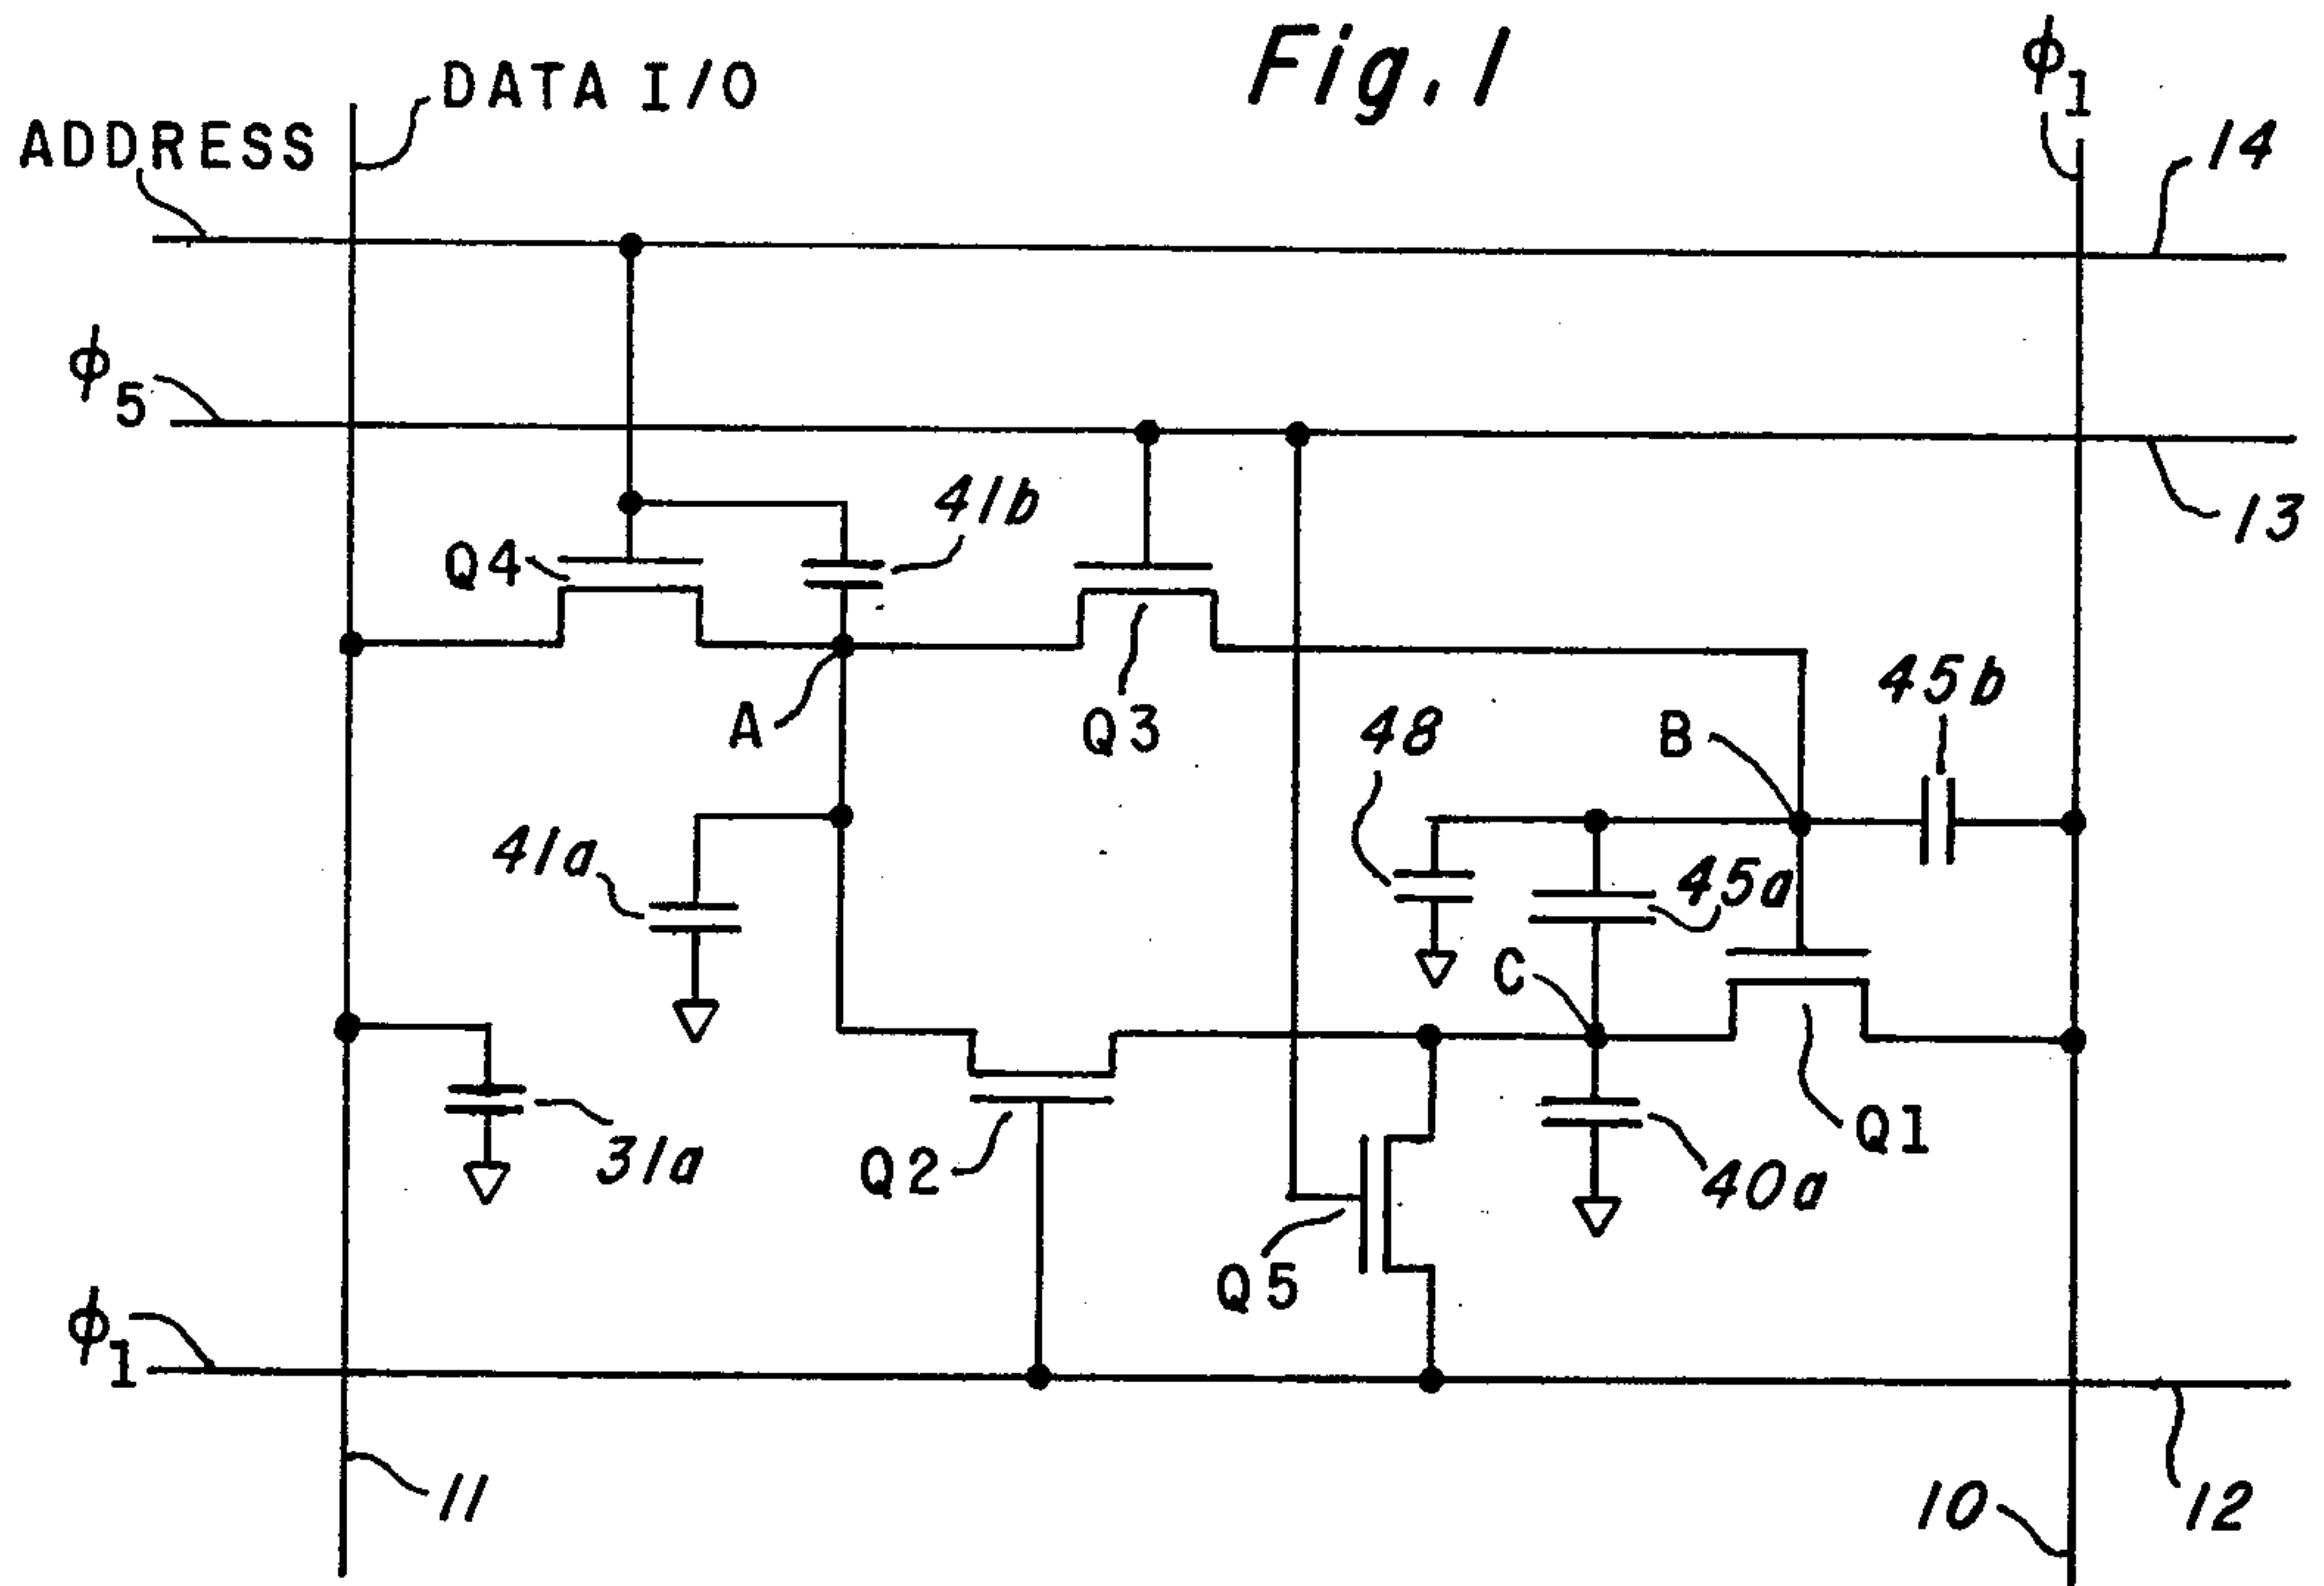 Fig. 1
DATA I/O
ADDRESS
ϕ1
14
ϕ5
13
41b
Q4
A
Q3
48
B
45b
41a
45a
C
31a
Q2
Q1
40a
Q5
ϕ1
11
10
12